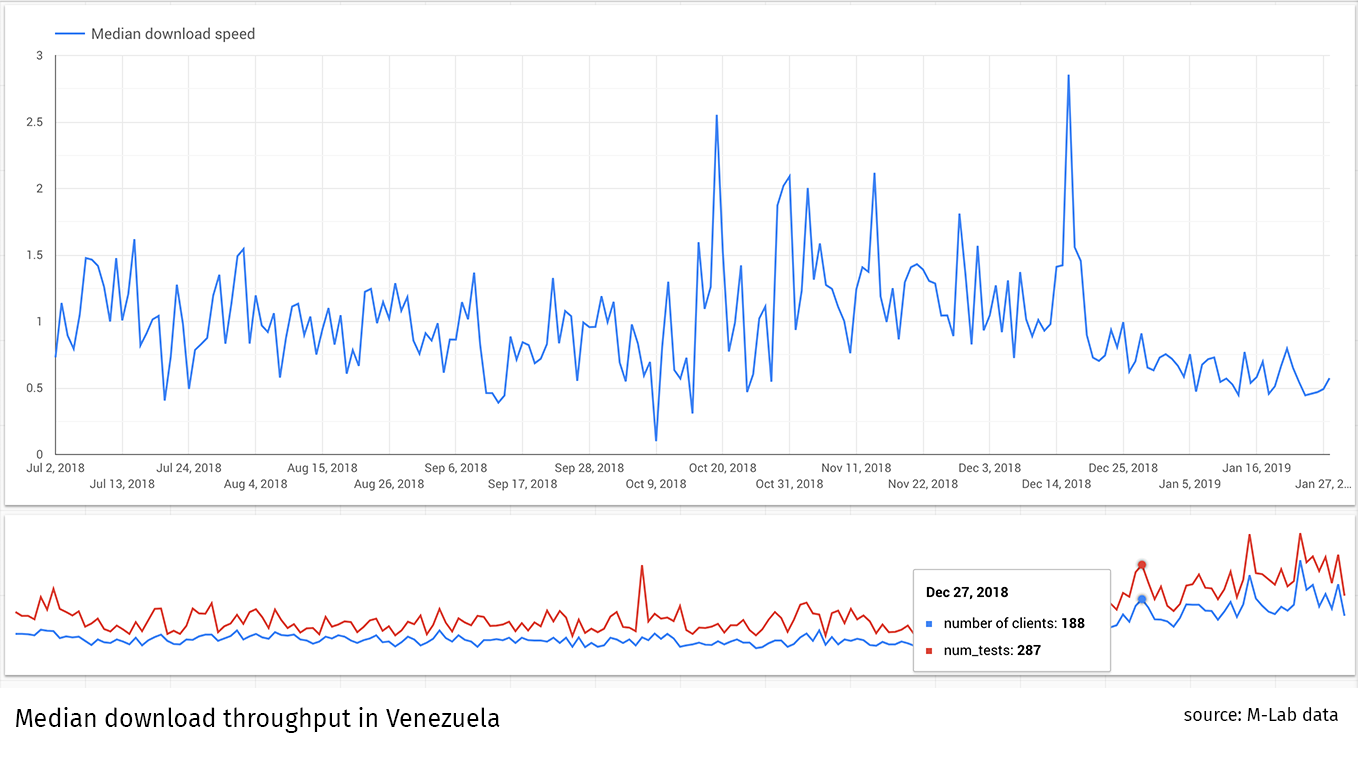 Median download speed
3
2.5
2
1.5
1
0.5
0
Jul 2, 2018 Jul 24, 2018 Aug 15, 2018 Sep 6, 2018 Sep 28, 2018 Oct 20, 2018 Nov 11, 2018 Dec 3, 2018 Dec 25, 2018 Jan 16, 2019
Jul 13, 2018 Aug 4, 2018 Aug 26, 2018 Sep 17, 2018 Oct 9, 2018 Oct 31, 2018 Nov 22, 2018 Dec 14, 2018 Jan 5, 2019 Jan 27, 2...
Dec 27, 2018
number of clients: 188
num_tests: 287
Median download throughput in Venezuela
source: M-Lab data